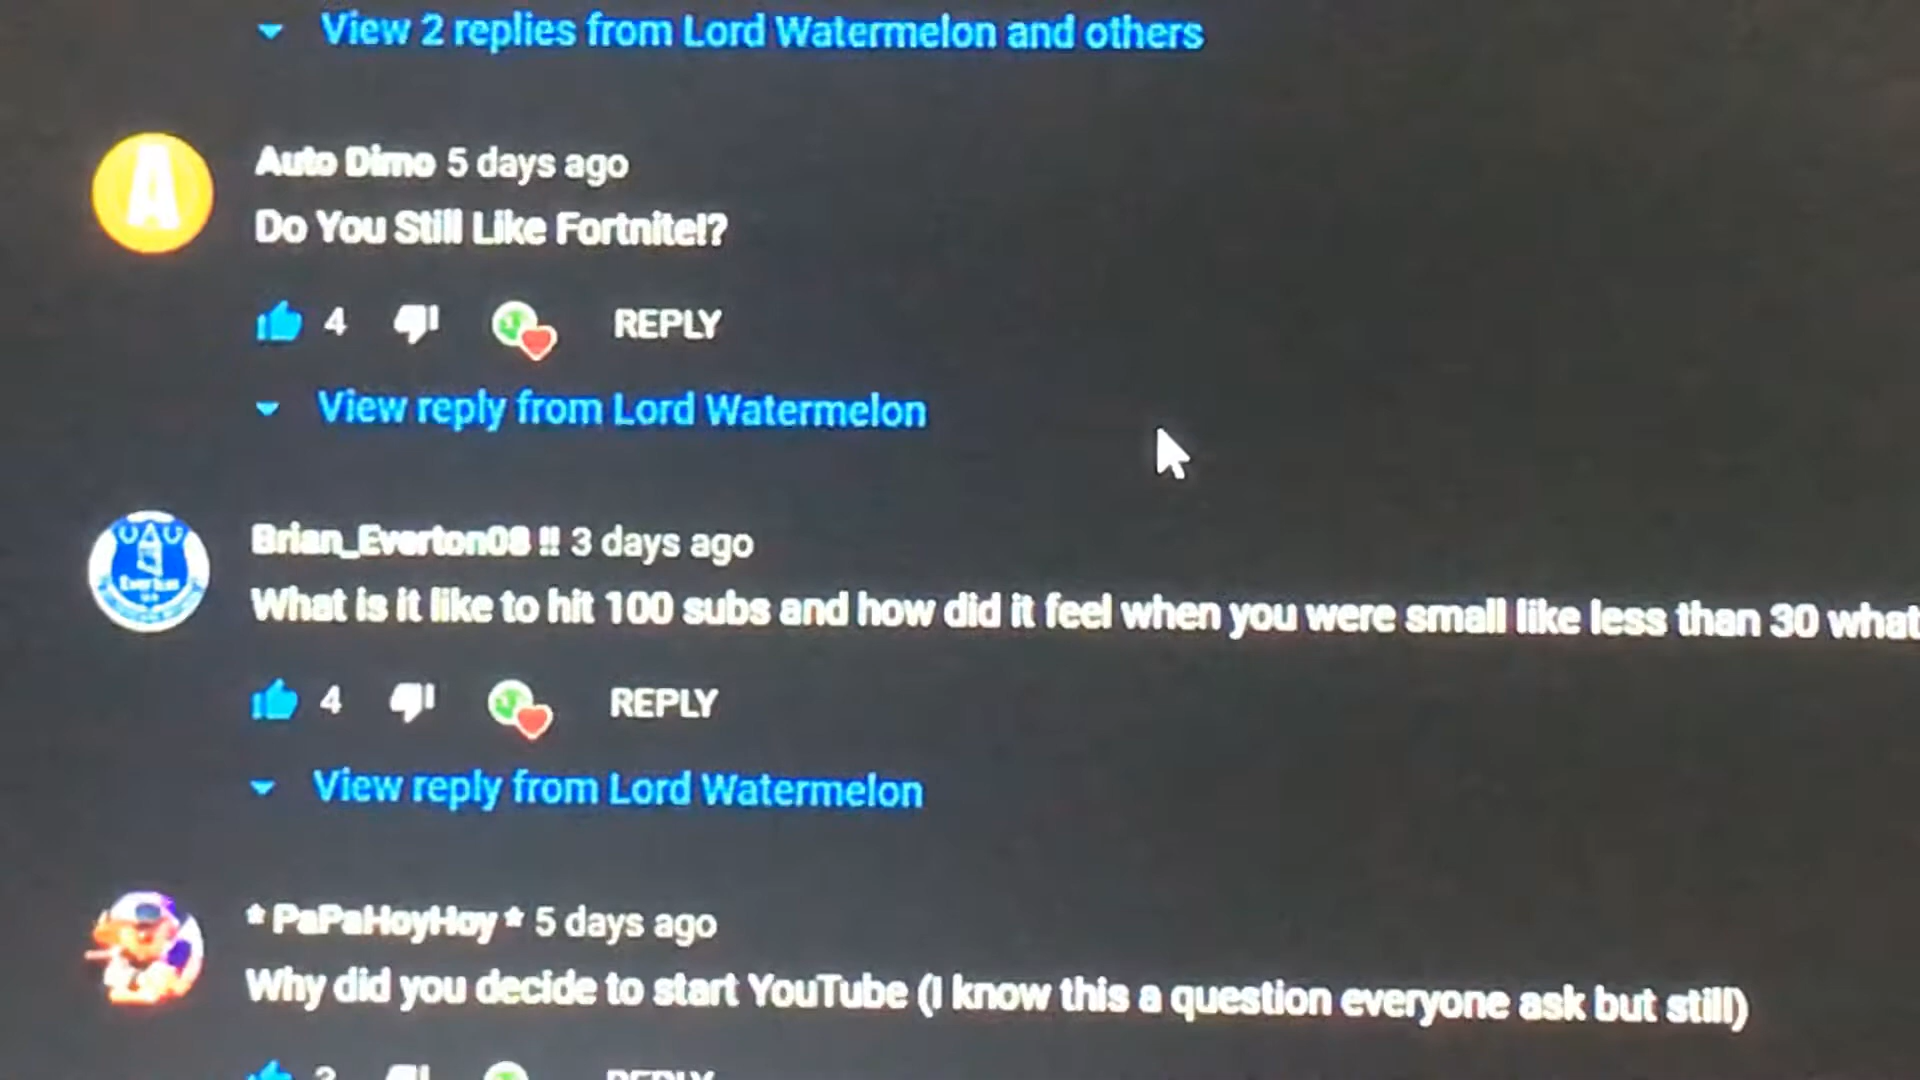 View 2 replies from Lord Watermelon and others
A
Auto Dimo 5 days ago
Do You Still Like Fortnite!?
4 REPLY
View reply from Lord Watermelon
Everton
Brian_Everton08 !! 3 days ago
What is it like to hit 100 subs and how did it feel when you were small like less than 30 what
4 REPLY
View reply from Lord Watermelon
* PaPaHoyHoy * 5 days ago
Why did you decide to start YouTube (I know this a question everyone ask but still)
REPLY